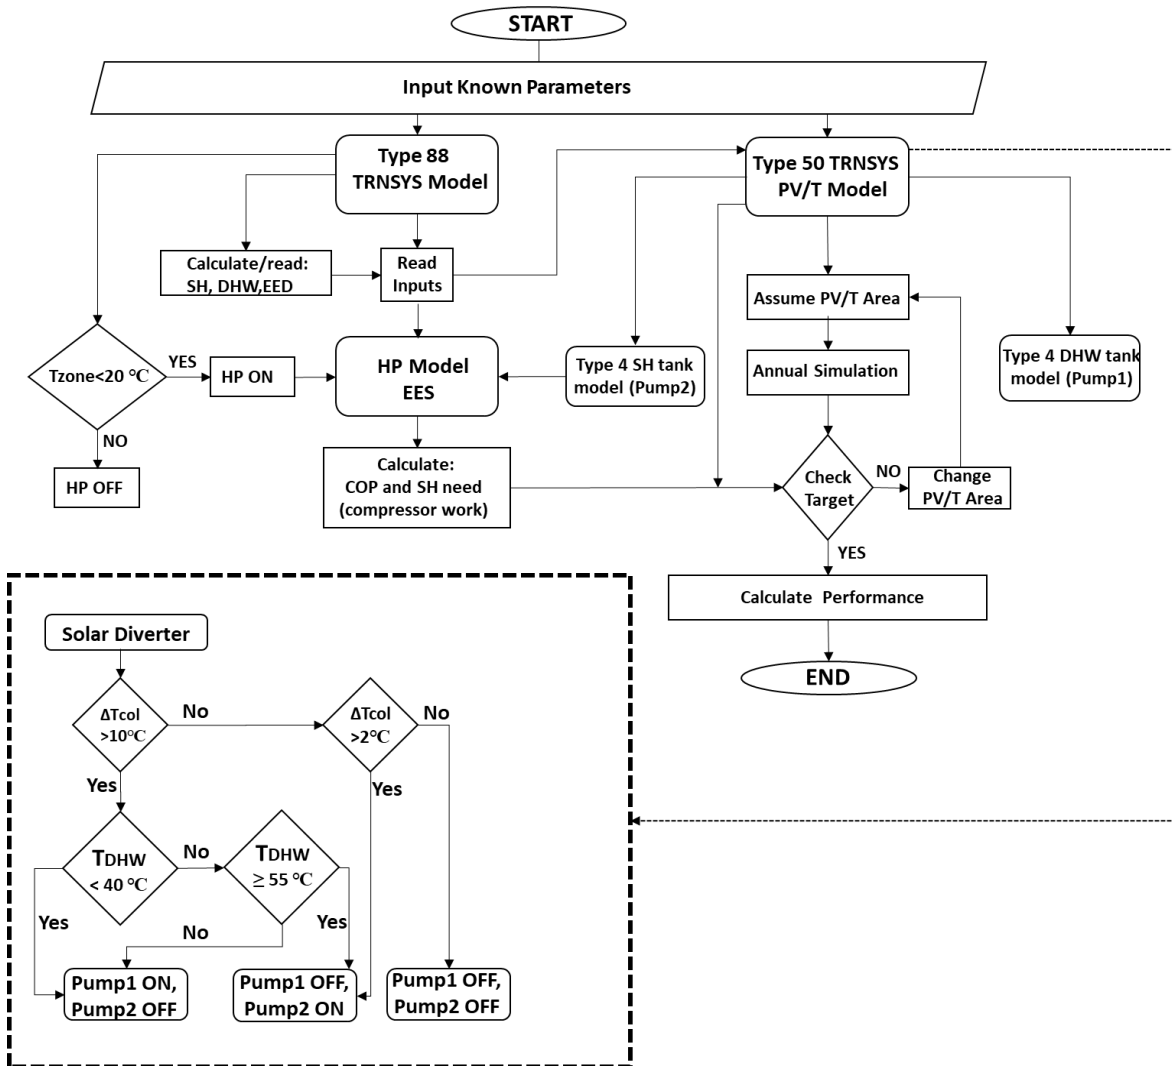 START
Input Known Parameters
Type 88
TRNSYS Model
Type 50 TRNSYS
PV/T Model
Calculate/read:
SH, DHW,EED
Read
Inputs
Assume PV/T Area
Tzone<20 °C
YES
HP ON
HP Model
EES
Type 4 SH tank
model (Pump2)
Annual Simulation
Type 4 DHW tank
model (Pump1)
NO
HP OFF
Calculate:
COP and SH need
(compressor work)
Check
Target
NO
Change
PV/T Area
YES
Calculate Performance
END
Solar Diverter
ΔTcol
>10°C
No
ΔTcol
>2°C
No
Yes
Yes
TDHW
< 40 °C
No
TDHW
≥ 55 °C
Yes
No
Yes
Pump1 ON,
Pump2 OFF
Pump1 OFF,
Pump2 ON
Pump1 OFF,
Pump2 OFF